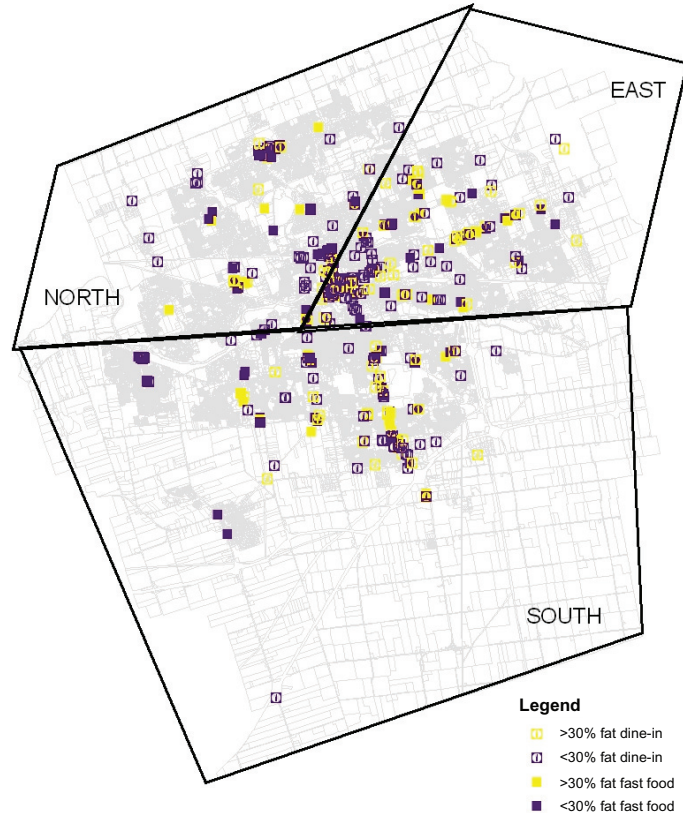 EAST
NORTH
SOUTH
Legend
>30% fat dine-in
<30% fat dine-in
>30% fat fast food
<30% fat fast food